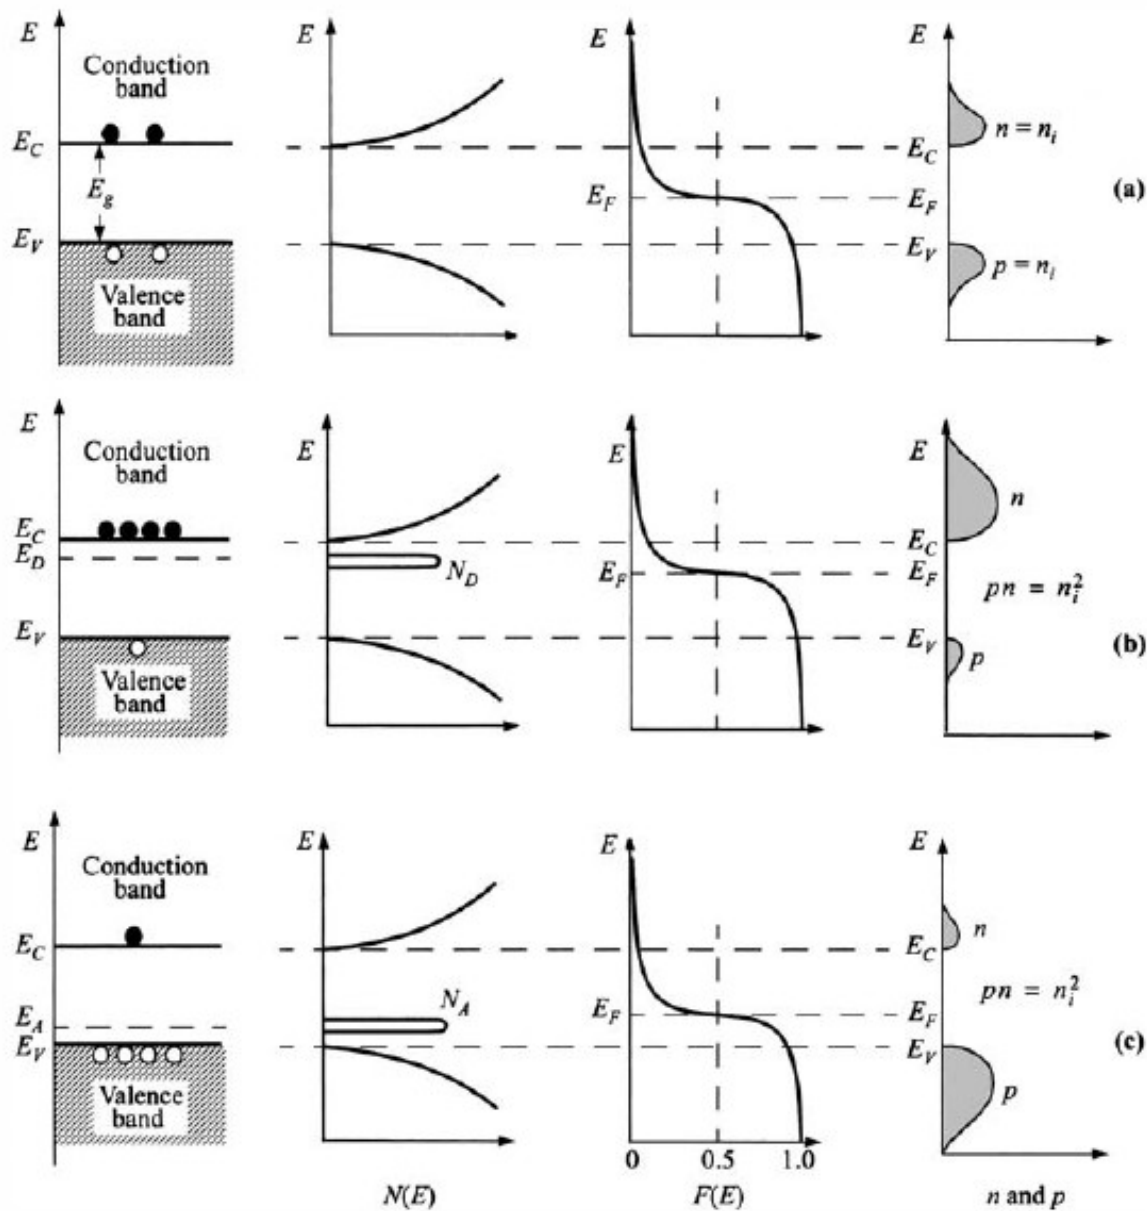 E
Conduction
band
E_C
E_g
E_V
Valence
band
E
E
E_F
E
E_C
E_F
E_V
n = n_i
p = n_i
(a)
E
Conduction
band
E_C
E_D
E_V
Valence
band
E
N_D
E
E_F
E
E_C
E_F
E_V
n
pn = n_i^2
p
(b)
E
Conduction
band
E_C
E_A
E_V
Valence
band
E
N_A
E
E_F
E
E_C
E_F
E_V
n
pn = n_i^2
p
(c)
0 0.5 1.0
N(E) F(E) n and p